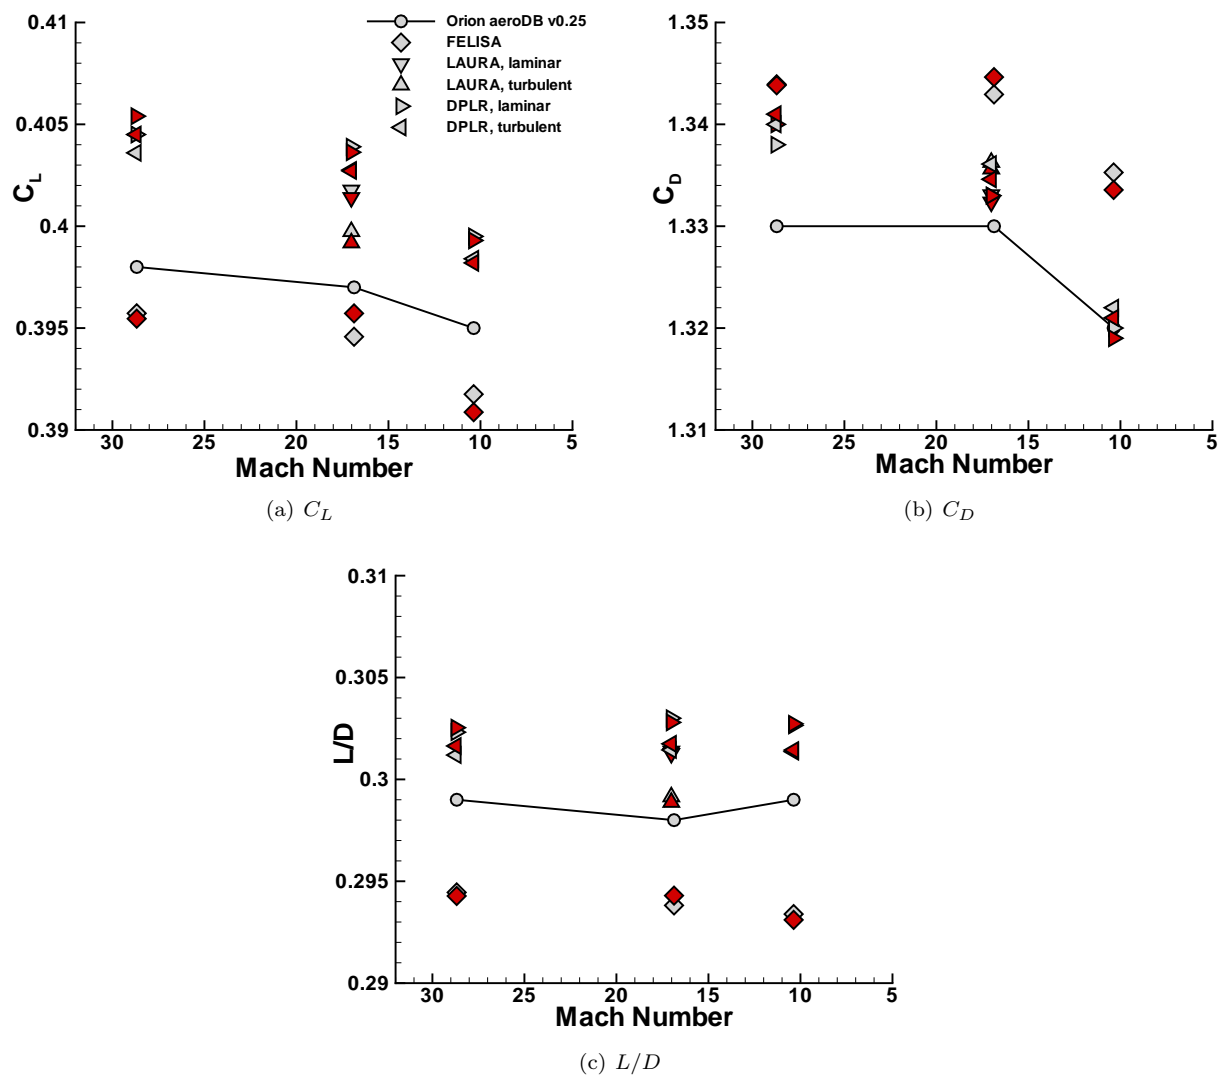 0.41
0.405
0.4
0.395
0.39
C_L
30 25 20 15 10 5
Mach Number
Orion aeroDB v0.25
FELISA
LAURA, laminar
LAURA, turbulent
DPLR, laminar
DPLR, turbulent
(a) C_L
1.35
1.34
1.33
1.32
1.31
C_D
30 25 20 15 10 5
Mach Number
(b) C_D
0.31
0.305
0.3
0.295
0.29
L/D
30 25 20 15 10 5
Mach Number
(c) L/D